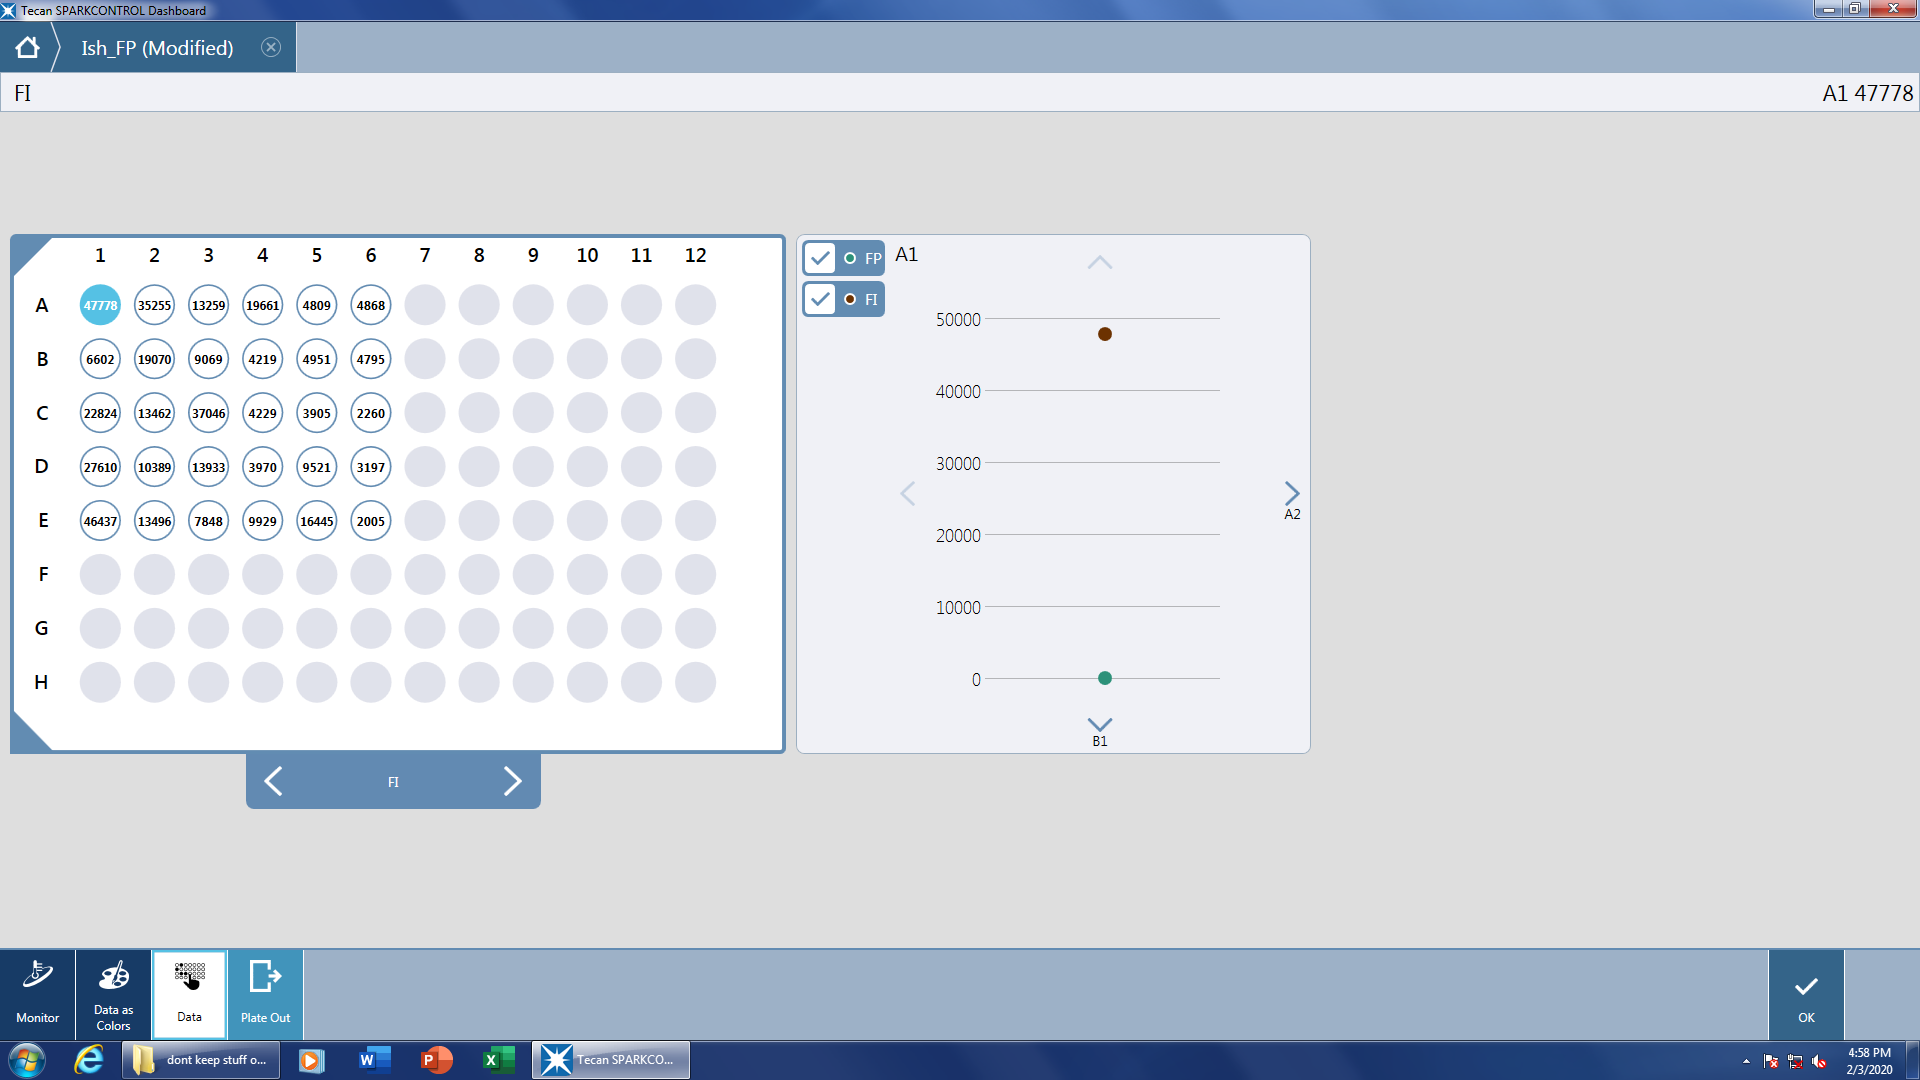 Tecan SPARKCONTROL Dashboard
Ish_FP (Modified)
FI
A1 47778
1 2 3 4 5 6 7 8 9 10 11 12
A 47778 35255 13259 19661 4809 4868
B 6602 19070 9069 4219 4951 4795
C 22824 13462 37046 4229 3905 2260
D 27610 10389 13933 3970 9521 3197
E 46437 13496 7848 9929 16445 2005
F
G
H
FI
FP
A1
FI
50000
40000
30000
20000
10000
0
A2
B1
Monitor
Data as
Colors
Data
Plate Out
OK
dont keep stuff o...
Tecan SPARKCO...
4:58 PM
2/3/2020